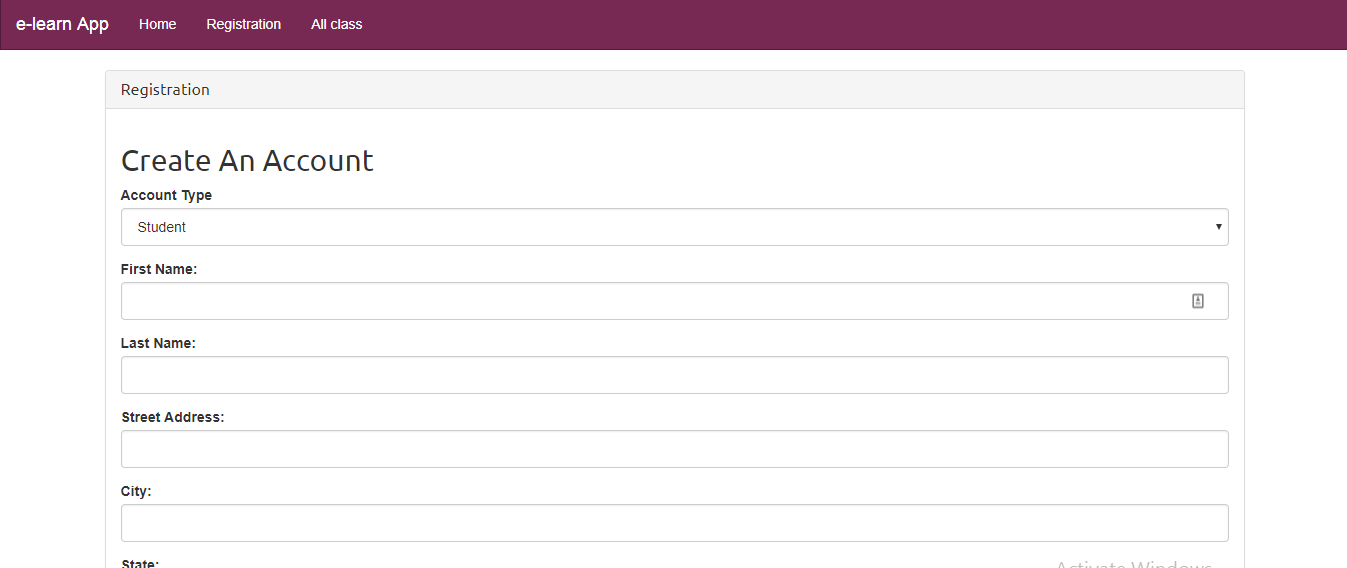 e-learn App Home Registration All class
Registration
Create An Account
Account Type
Student
First Name:
Last Name:
Street Address:
City:
State:
Activate Windows